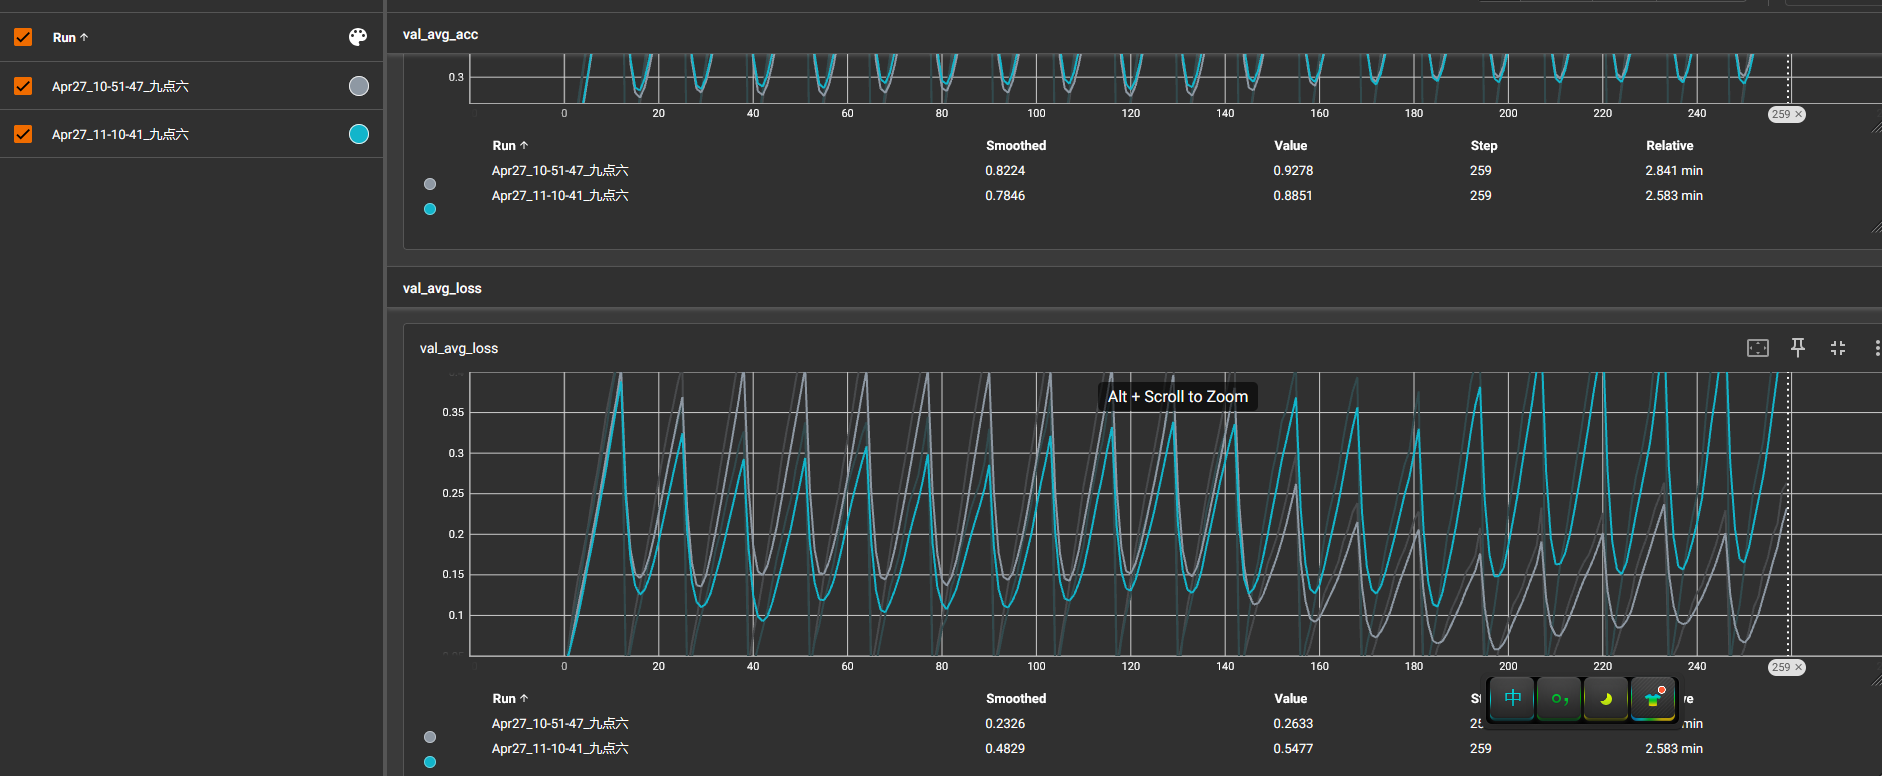 Run ↑
Apr27_10-51-47_九点六
Apr27_11-10-41_九点六
val_avg_acc
0.3
0 20 40 60 80 100 120 140 160 180 200 220 240 259 ×
Run ↑ Smoothed Value Step Relative
Apr27_10-51-47_九点六 0.8224 0.9278 259 2.841 min
Apr27_11-10-41_九点六 0.7846 0.8851 259 2.583 min
val_avg_loss
val_avg_loss
Alt + Scroll to Zoom
0.35
0.3
0.25
0.2
0.15
0.1
0 20 40 60 80 100 120 140 160 180 200 220 240 259 ×
Run ↑ Smoothed Value
Apr27_10-51-47_九点六 0.2326 0.2633 min
Apr27_11-10-41_九点六 0.4829 0.5477 259 2.583 min
中